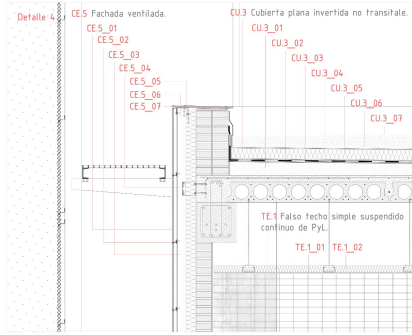 Detalle 4
CE.5 Fachada ventilada.
CE.5_01
CE.5_02
CE.5_03
CE.5_04
CE.5_05
CE.5_06
CE.5_07
CU.3 Cubierta plana invertida no transitale.
CU.3_01
CU.3_02
CU.3_03
CU.3_04
CU.3_05
CU.3_06
CU.3_07
TE.1 Falso techo simple suspendido
continuo de PyL.
TE.1_01 TE.1_02